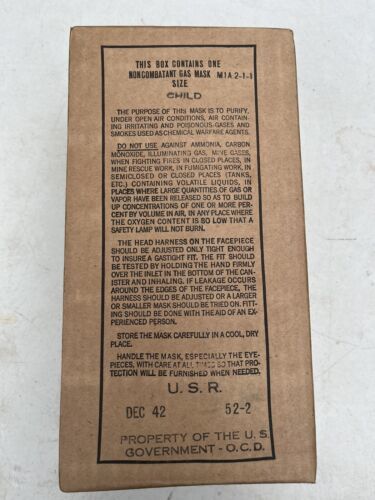 THIS BOX CONTAINS ONE
NONCOMBATANT GAS MASK M1A2-1-1
SIZE
CHILD
THE PURPOSE OF THIS MASK IS TO PURIFY,
UNDER OPEN AIR CONDITIONS, AIR CONTAIN-
ING IRRITATING AND POISONOUS-GASES AND
SMOKES USED AS CHEMICAL WARFARE AGENTS.
DO NOT USE AGAINST AMMONIA, CARBON
MONOXIDE, ILLUMINATING GAS, MINE GASES,
WHEN FIGHTING FIRES IN CLOSED PLACES, IN
MINE RESCUE WORK, IN FUMIGATING WORK, IN
SEMICLOSED OR CLOSED PLACES (TANKS,
ETC.) CONTAINING VOLATILE LIQUIDS, IN
PLACES WHERE LARGE QUANTITIES OF GAS OR
VAPOR HAVE BEEN RELEASED SO AS TO BUILD
UP CONCENTRATIONS OF ONE OR MORE PER-
CENT BY VOLUME IN AIR, IN ANY PLACE WHERE
THE OXYGEN CONTENT IS SO LOW THAT A
SAFETY LAMP WILL NOT BURN.
THE HEAD HARNESS ON THE FACEPIECE
SHOULD BE ADJUSTED ONLY TIGHT ENOUGH
TO INSURE A GASTIGHT FIT. THE FIT SHOULD
BE TESTED BY HOLDING THE HAND FIRMLY
OVER THE INLET IN THE BOTTOM OF THE CAN-
ISTER AND INHALING. IF LEAKAGE OCCURS
AROUND THE EDGES OF THE FACEPIECE, THE
HARNESS SHOULD BE ADJUSTED OR A LARGER
OR SMALLER MASK SHOULD BE TRIED ON. FITT-
ING SHOULD BE DONE WITH THE AID OF AN EX-
PERIENCED PERSON.
STORE THE MASK CAREFULLY IN A COOL, DRY
PLACE.
HANDLE THE MASK, ESPECIALLY THE EYE-
PIECES, WITH CARE AT ALL TIMES SO THAT PRO-
TECTION WILL BE FURNISHED WHEN NEEDED.
U. S. R.
DEC 42 52-2
PROPERTY OF THE U. S.
GOVERNMENT - O.C.D.